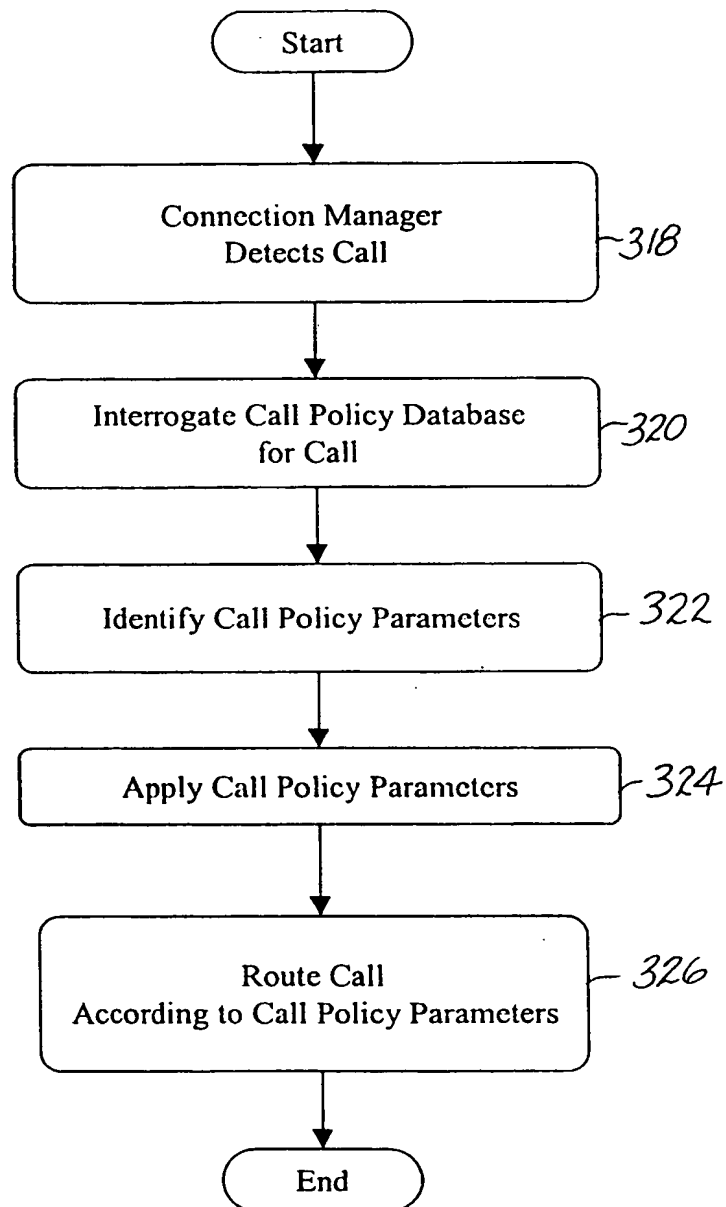 Start
Connection Manager
Detects Call
318
Interrogate Call Policy Database
for Call
320
Identify Call Policy Parameters
322
Apply Call Policy Parameters
324
Route Call
According to Call Policy Parameters
326
End